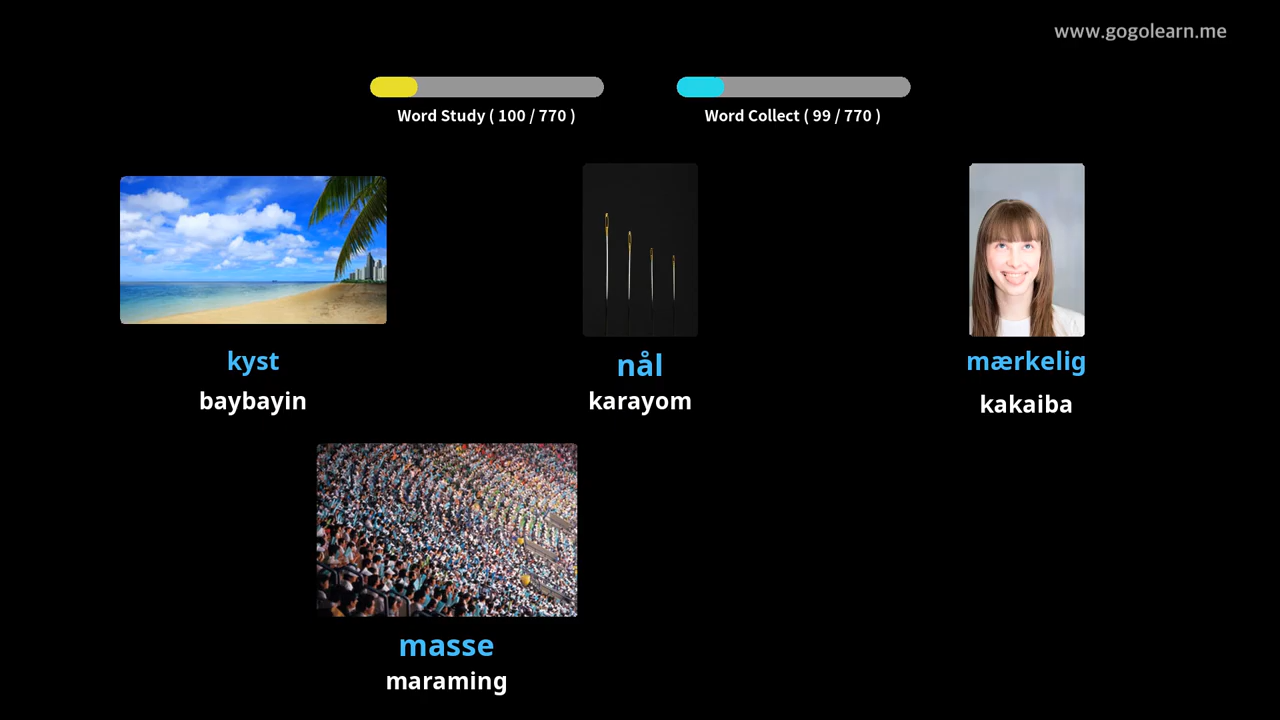 www.gogolearn.me
Word Study ( 100 / 770 )
Word Collect ( 99 / 770 )
kyst
baybayin
nål
karayom
mærkelig
kakaiba
masse
maraming